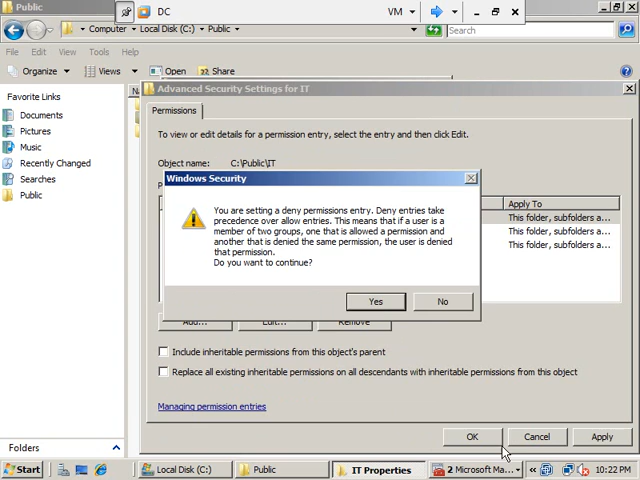 Public
DC
VM
Computer ▸ Local Disk (C:) ▸ Public
Search
File Edit View Tools Help
Organize Views Open Share
Favorite Links
Documents
Pictures
Music
Recently Changed
Searches
Public
Folders
Advanced Security Settings for IT
Permissions
To view or edit details for a permission entry, select the entry and then click Edit.
Object name: C:\Public\IT
Apply To
This folder, subfolders a...
This folder, subfolders a...
This folder, subfolders a...
Windows Security
You are setting a deny permissions entry. Deny entries take
precedence over allow entries. This means that if a user is a
member of two groups, one that is allowed a permission and
another that is denied the same permission, the user is denied
that permission.
Do you want to continue?
Yes No
Add... Edit... Remove
Include inheritable permissions from this object's parent
Replace all existing inheritable permissions on all descendants with inheritable permissions from this object
Managing permission entries
OK Cancel Apply
Start Local Disk (C:) Public IT Properties 2 Microsoft Ma... 10:22 PM